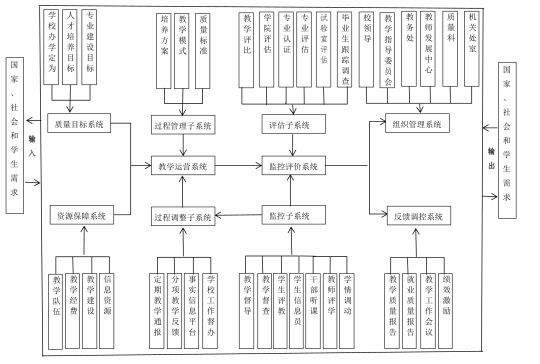 学校办学定为
人才培养目标
专业建设目标
培养方案
教学模式
质量标准
教学评比
学院评估
专业认证
专业评估
试验室评估
毕业生跟踪调查
校领导
教学指导委员会
教务处
教师发展中心
质量科
机关处室
国家、社会和学生需求
输入
质量目标系统
过程管理子系统
评估子系统
组织管理系统
教学运营系统
监控评价系统
输出
国家、社会和学生需求
资源保障系统
过程调整子系统
监控子系统
反馈调控系统
教学队伍
教学经费
教学建设
信息资源
定期教学通报
分项教学反馈
事实信息平台
学校工作督办
教学督导
教学督查
学生评教
学生信息员
干部听课
教师评学
学情调动
教学质量报告
就业质量报告
教学工作会议
绩效激励